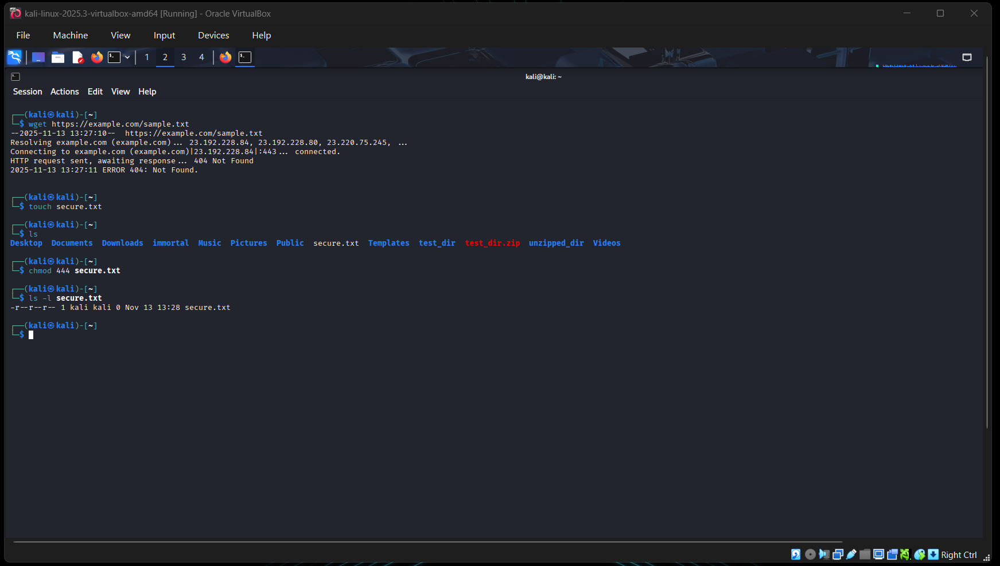 kali-linux-2025.3-virtualbox-amd64 [Running] - Oracle VirtualBox
File Machine View Input Devices Help
1 2 3 4
kali@kali: ~
Session Actions Edit View Help
┌──(kali㉿kali)-[~]
└─$ wget https://example.com/sample.txt
--2025-11-13 13:27:10--  https://example.com/sample.txt
Resolving example.com (example.com)... 23.192.228.84, 23.192.228.80, 23.220.75.245, ...
Connecting to example.com (example.com)|23.192.228.84|:443... connected.
HTTP request sent, awaiting response... 404 Not Found
2025-11-13 13:27:11 ERROR 404: Not Found.
┌──(kali㉿kali)-[~]
└─$ touch secure.txt
┌──(kali㉿kali)-[~]
└─$ ls
Desktop  Documents  Downloads  immortal  Music  Pictures  Public  secure.txt  Templates  test_dir  test_dir.zip  unzipped_dir  Videos
┌──(kali㉿kali)-[~]
└─$ chmod 444 secure.txt
┌──(kali㉿kali)-[~]
└─$ ls -l secure.txt
-r--r--r-- 1 kali kali 0 Nov 13 13:28 secure.txt
┌──(kali㉿kali)-[~]
└─$
Right Ctrl